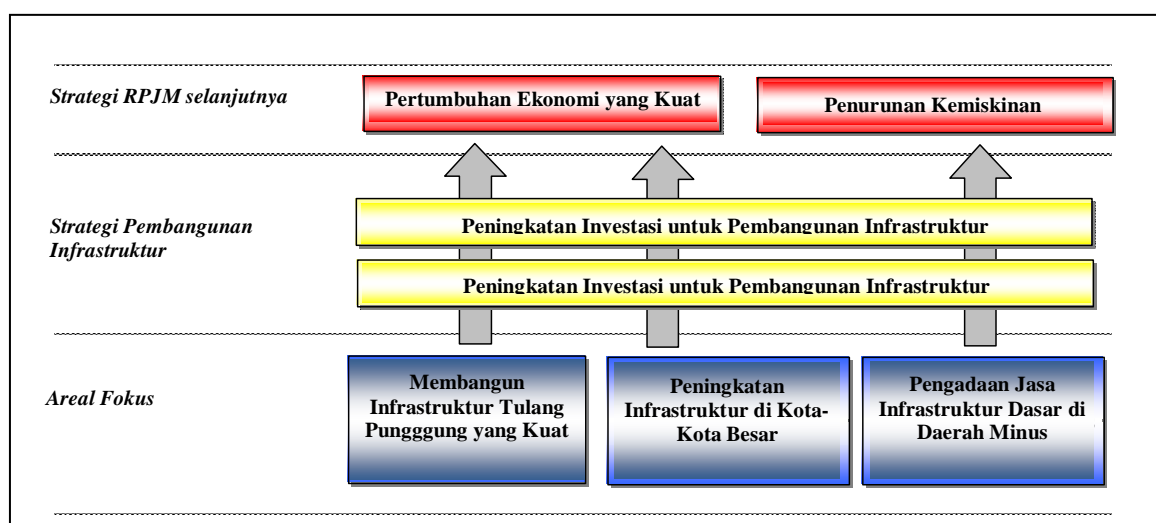 Strategi RPJM selanjutnya
Pertumbuhan Ekonomi yang Kuat
Penurunan Kemiskinan
Strategi Pembangunan
Infrastruktur
Peningkatan Investasi untuk Pembangunan Infrastruktur
Peningkatan Investasi untuk Pembangunan Infrastruktur
Areal Fokus
Membangun
Infrastruktur Tulang
Pungggung yang Kuat
Peningkatan
Infrastruktur di Kota-
Kota Besar
Pengadaan Jasa
Infrastruktur Dasar di
Daerah Minus